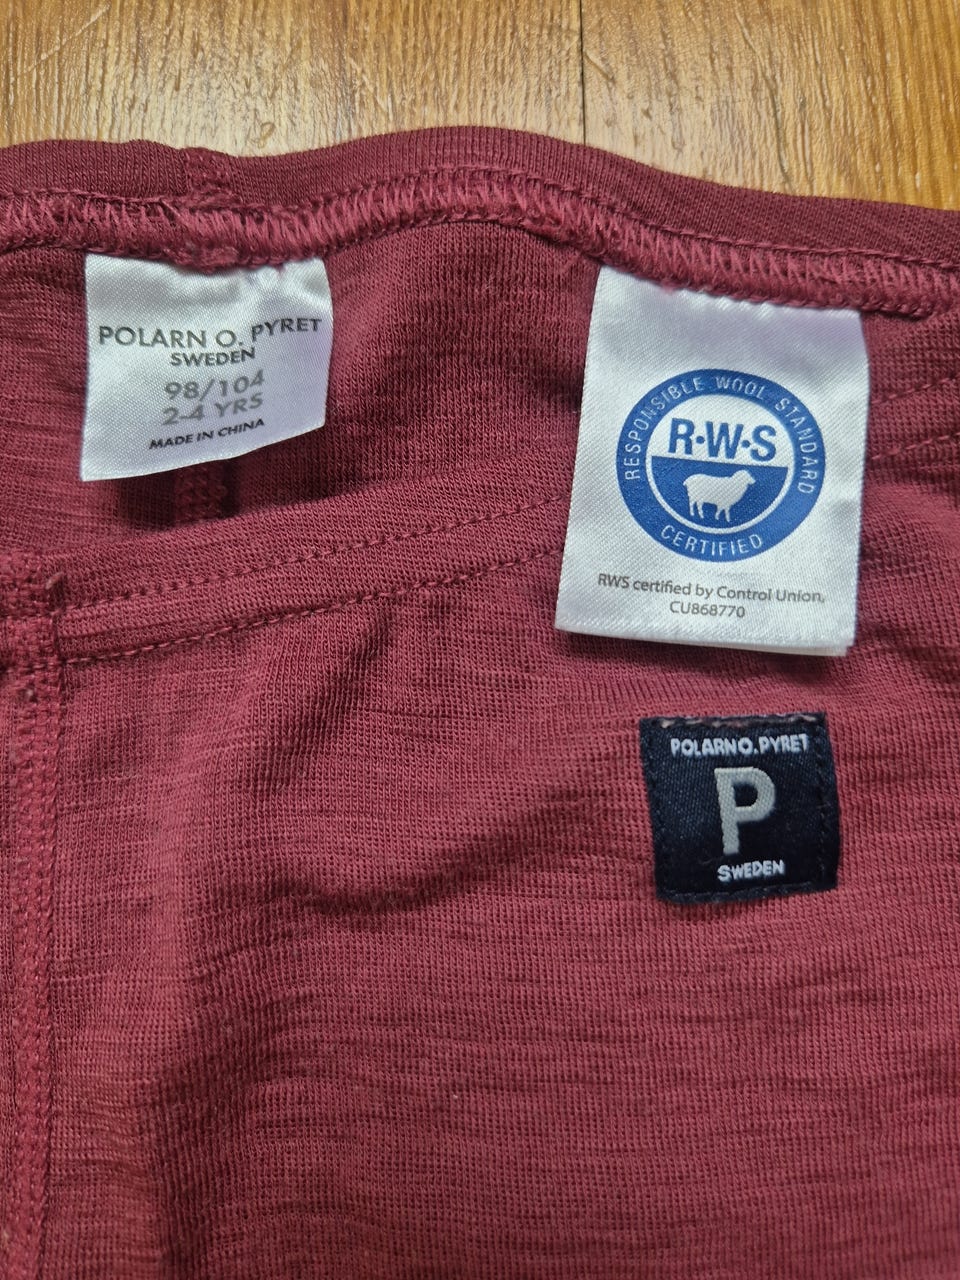 POLARN O. PYRET
SWEDEN
98/104
2-4 YRS
MADE IN CHINA
RESPONSIBLE WOOL STANDARD
R·W·S
CERTIFIED
RWS certified by Control Union,
CU868770
POLARN O. PYRET
P
SWEDEN